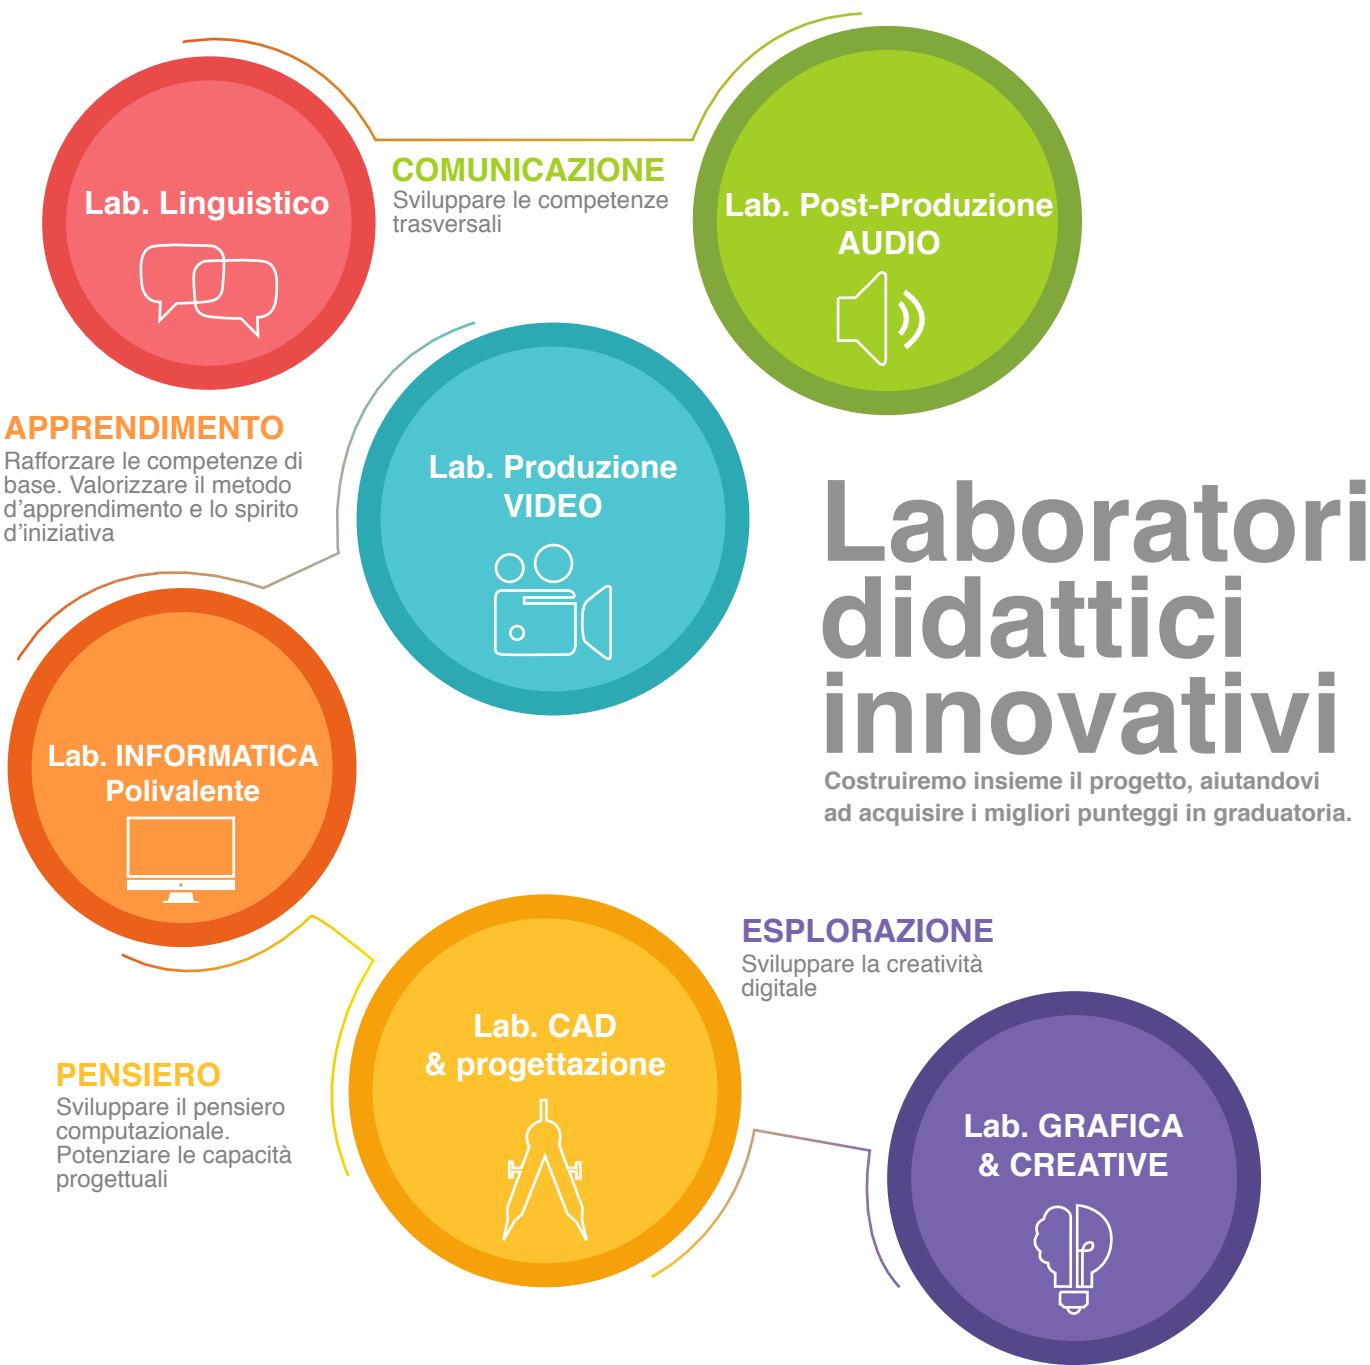 Lab. Linguistico
COMUNICAZIONE
Sviluppare le competenze
trasversali
Lab. Post-Produzione
AUDIO
APPRENDIMENTO
Rafforzare le competenze di
base. Valorizzare il metodo
d’apprendimento e lo spirito
d’iniziativa
Lab. Produzione
VIDEO
Laboratori
didattici
innovativi
Costruiremo insieme il progetto, aiutandovi
ad acquisire i migliori punteggi in graduatoria.
Lab. INFORMATICA
Polivalente
ESPLORAZIONE
Sviluppare la creatività
digitale
Lab. CAD
& progettazione
PENSIERO
Sviluppare il pensiero
computazionale.
Potenziare le capacità
progettuali
Lab. GRAFICA
& CREATIVE